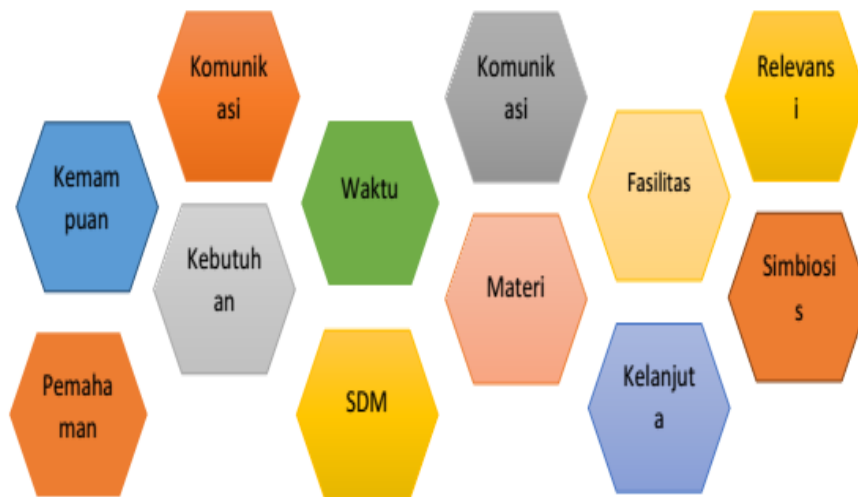 Komunik
asi
Komunik
asi
Relevans
i
Kemam
puan
Waktu
Fasilitas
Kebutuh
an
Materi
Simbiosi
s
Pemaha
man
SDM
Kelanjut
a